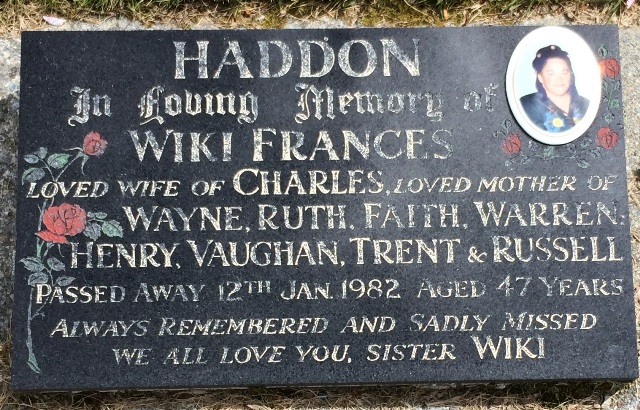 HADDON
In Loving Memory of
WIKI FRANCES
LOVED WIFE OF CHARLES, LOVED MOTHER OF
WAYNE, RUTH, FAITH, WARREN,
HENRY, VAUGHAN, TRENT & RUSSELL
PASSED AWAY 12TH JAN. 1982 AGED 47 YEARS
ALWAYS REMEMBERED AND SADLY MISSED
WE ALL LOVE YOU, SISTER WIKI